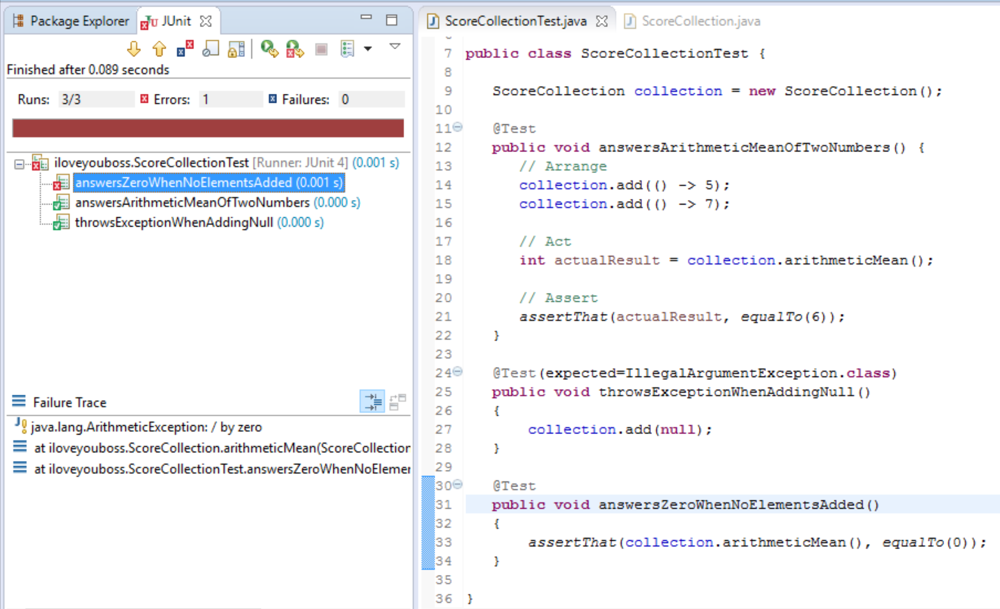 Package Explorer JUnit
Finished after 0.089 seconds
Runs: 3/3 Errors: 1 Failures: 0
iloveyouboss.ScoreCollectionTest [Runner: JUnit 4] (0.001 s)
answersZeroWhenNoElementsAdded (0.001 s)
answersArithmeticMeanOfTwoNumbers (0.000 s)
throwsExceptionWhenAddingNull (0.000 s)
Failure Trace
java.lang.ArithmeticException: / by zero
at iloveyouboss.ScoreCollection.arithmeticMean(ScoreCollection
at iloveyouboss.ScoreCollectionTest.answersZeroWhenNoElemen
ScoreCollectionTest.java ScoreCollection.java
7 public class ScoreCollectionTest {
8
9 ScoreCollection collection = new ScoreCollection();
10
11 @Test
12 public void answersArithmeticMeanOfTwoNumbers() {
13 // Arrange
14 collection.add(() -> 5);
15 collection.add(() -> 7);
16
17 // Act
18 int actualResult = collection.arithmeticMean();
19
20 // Assert
21 assertThat(actualResult, equalTo(6));
22 }
23
24 @Test(expected=IllegalArgumentException.class)
25 public void throwsExceptionWhenAddingNull()
26 {
27 collection.add(null);
28 }
29
30 @Test
31 public void answersZeroWhenNoElementsAdded()
32 {
33 assertThat(collection.arithmeticMean(), equalTo(0));
34 }
35
36 }